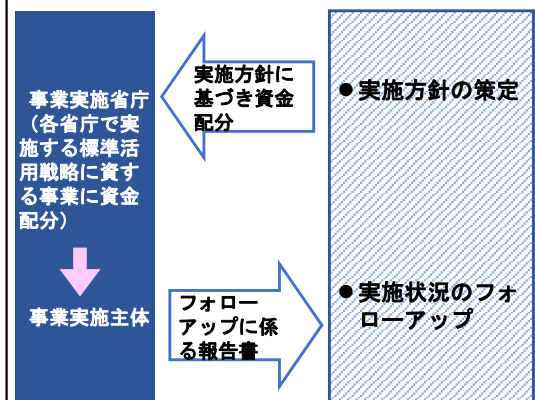 事業実施省庁
（各省庁で実
施する標準活
用戦略に資す
る事業に資金
配分）
事業実施主体
実施方針に
基づき資金
配分
フォロー
アップに係
る報告書
●実施方針の策定
●実施状況のフォ
ローアップ